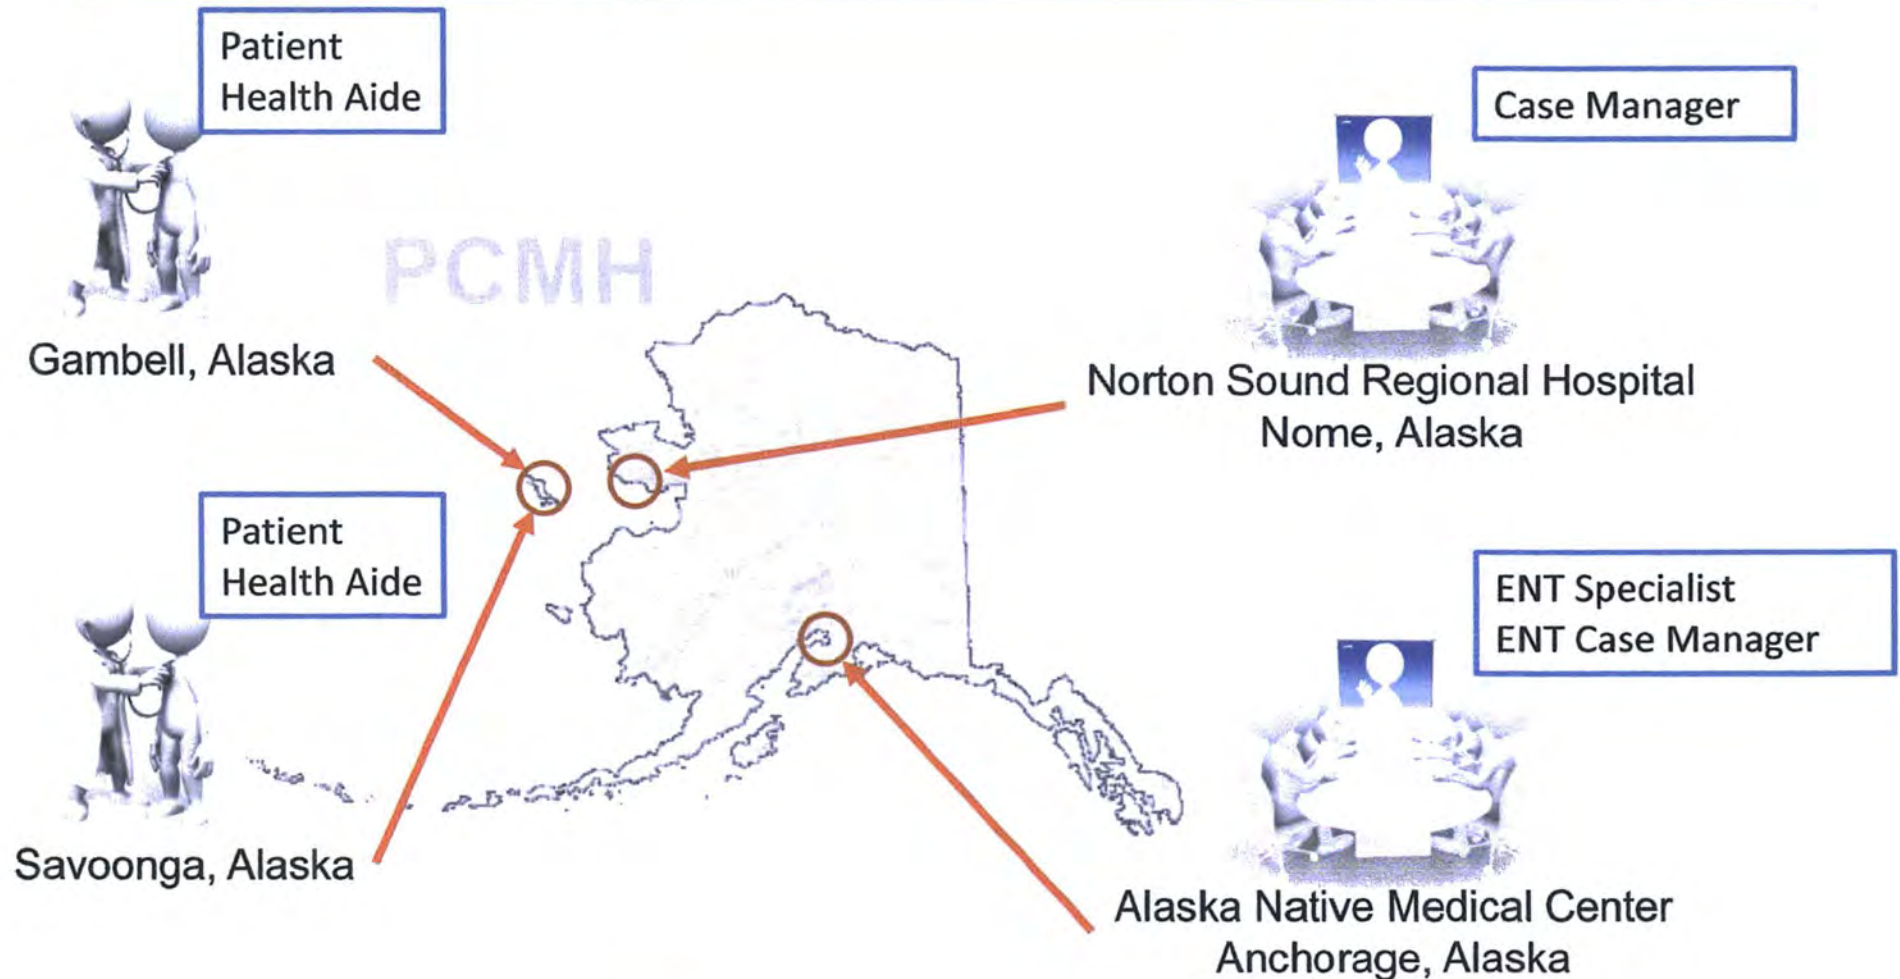 Patient
Health Aide
Case Manager
PCMH
Gambell, Alaska
Norton Sound Regional Hospital
Nome, Alaska
Patient
Health Aide
ENT Specialist
ENT Case Manager
Savoonga, Alaska
Alaska Native Medical Center
Anchorage, Alaska